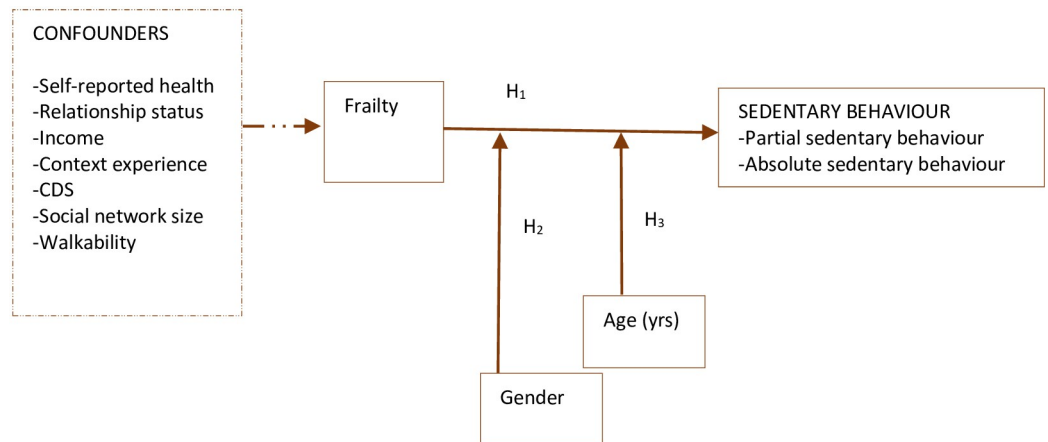 CONFOUNDERS
-Self-reported health
-Relationship status
-Income
-Context experience
-CDS
-Social network size
-Walkability
Frailty
H₁
SEDENTARY BEHAVIOUR
-Partial sedentary behaviour
-Absolute sedentary behaviour
H₂
H₃
Age (yrs)
Gender